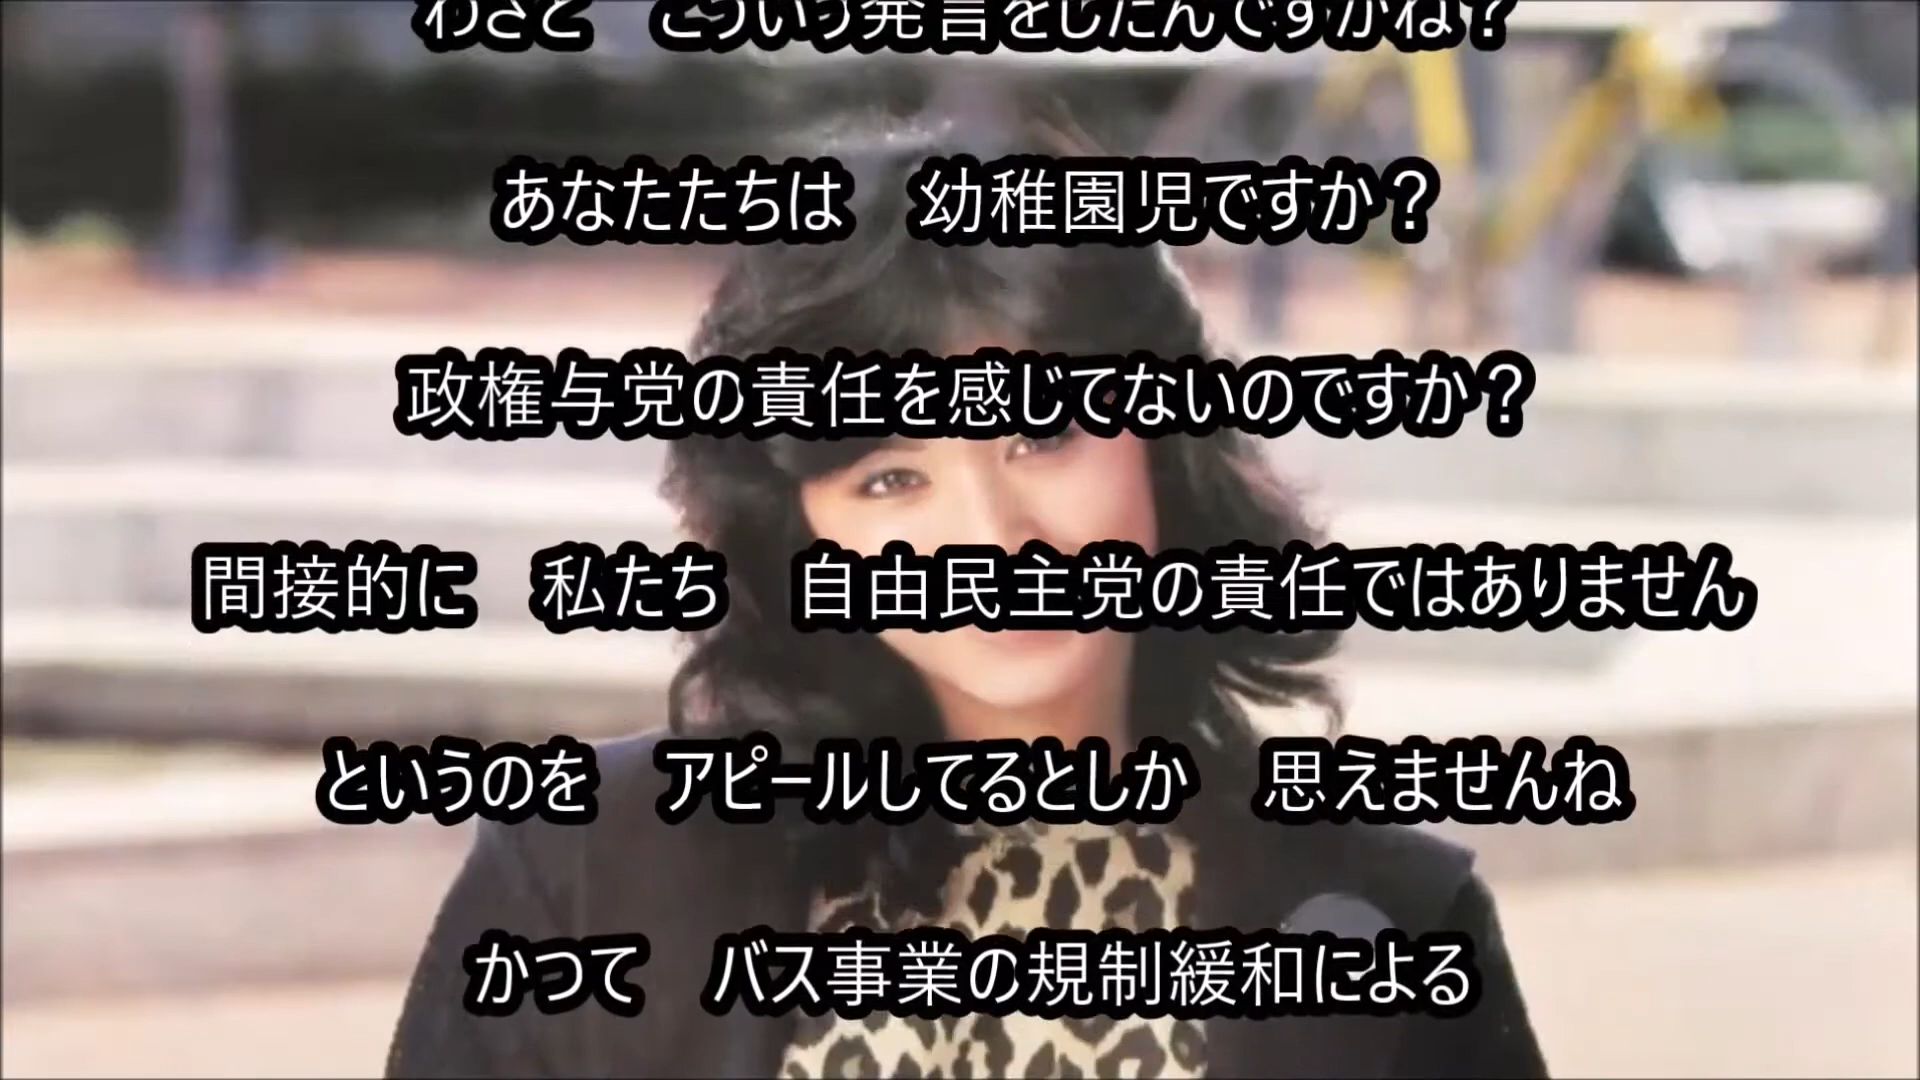 わざと　こういう発言をしたんですかね？
あなたたちは　幼稚園児ですか？
政権与党の責任を感じてないのですか？
間接的に　私たち　自由民主党の責任ではありません
というのを　アピールしてるとしか　思えませんね
かつて　バス事業の規制緩和による